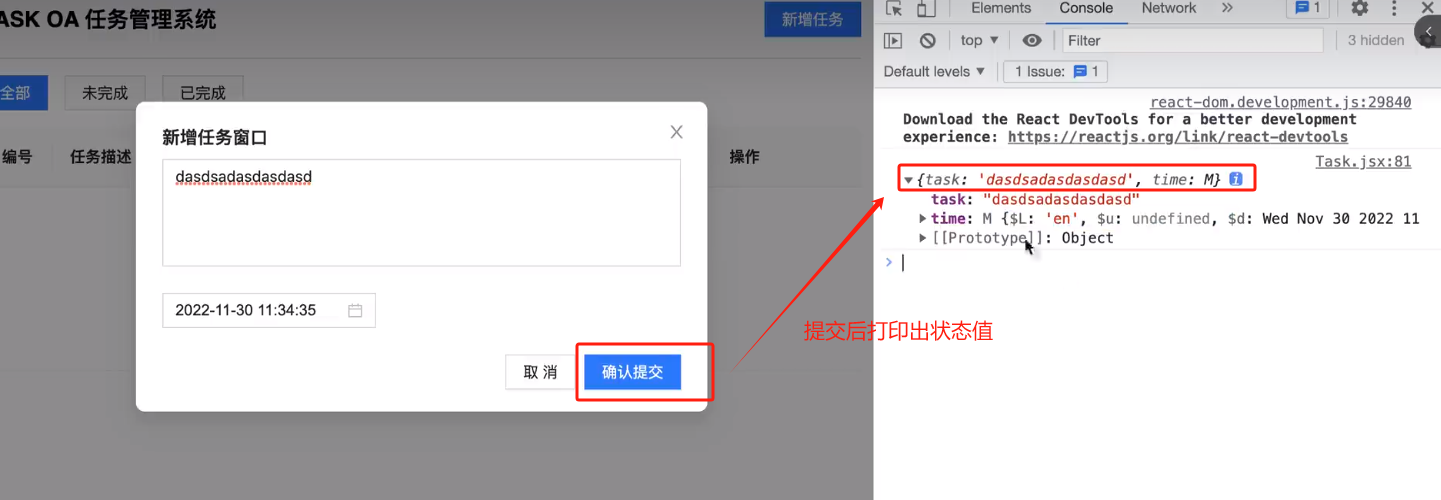 ASK OA 任务管理系统
新增任务
全部
未完成
已完成
编号
任务描述
操作
新增任务窗口
dasdsadasdasdasd
2022-11-30 11:34:35
取 消
确认提交
提交后打印出状态值
Elements
Console
Network
1
top
Filter
3 hidden
Default levels
1 Issue:
1
react-dom.development.js:29840
Download the React DevTools for a better development
experience: https://reactjs.org/link/react-devtools
Task.jsx:81
{task: 'dasdsadasdasdasd', time: M}
task: "dasdsadasdasdasd"
time: M {$L: 'en', $u: undefined, $d: Wed Nov 30 2022 11
[[Prototype]]: Object